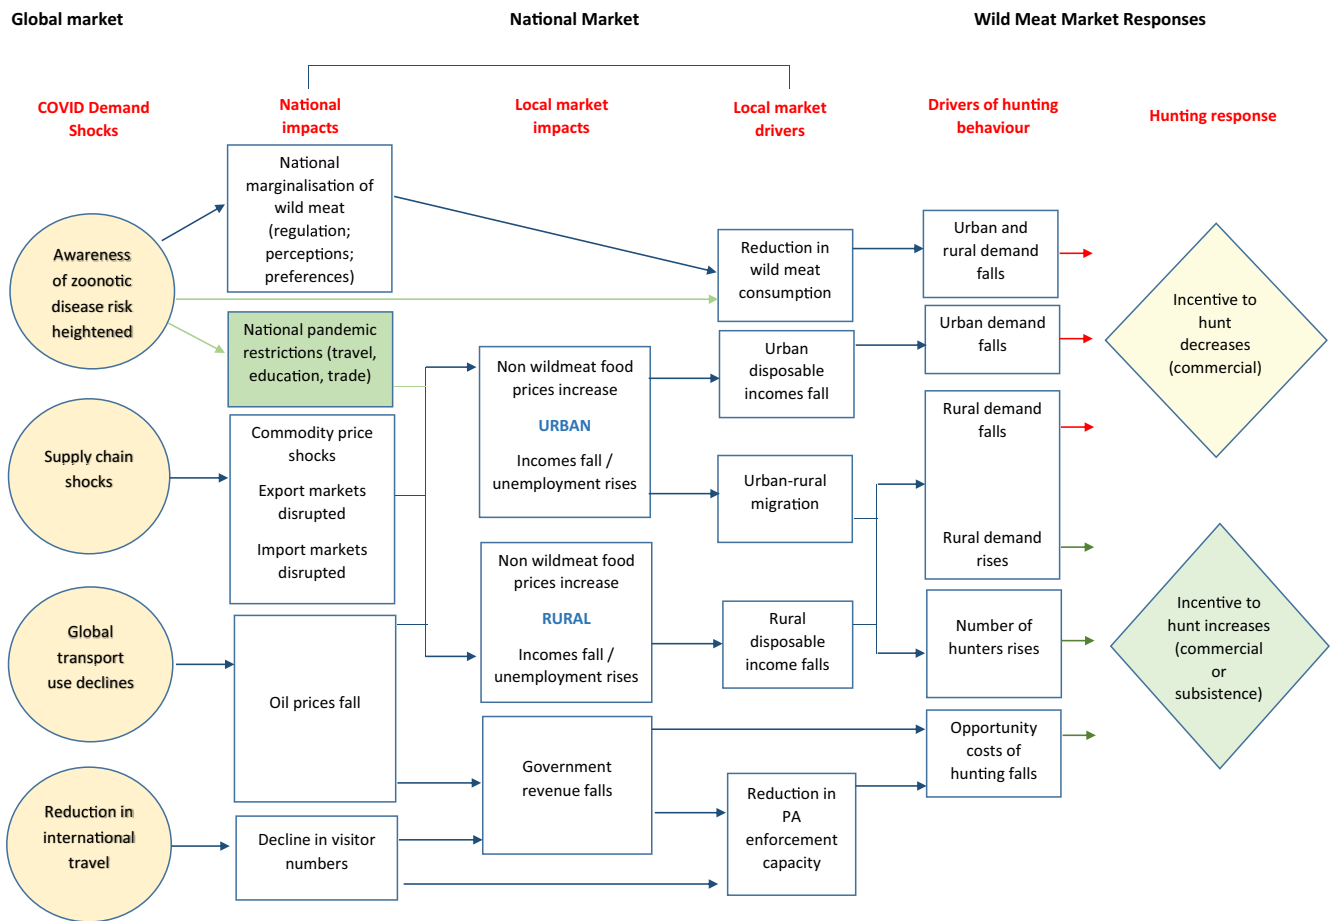 Global market
National Market
Wild Meat Market Responses
COVID Demand
Shocks
National
impacts
Local market
impacts
Local market
drivers
Drivers of hunting
behaviour
Hunting response
Awareness
of zoonotic
disease risk
heightened
Supply chain
shocks
Global
transport
use declines
Reduction in
international
travel
National
marginalisation of
wild meat
(regulation;
perceptions;
preferences)
National pandemic
restrictions (travel,
education, trade)
Commodity price
shocks
Export markets
disrupted
Import markets
disrupted
Oil prices fall
Decline in visitor
numbers
Non wildmeat food
prices increase
URBAN
Incomes fall /
unemployment rises
Non wildmeat food
prices increase
RURAL
Incomes fall /
unemployment rises
Government
revenue falls
Reduction in
wild meat
consumption
Urban
disposable
incomes fall
Urban-rural
migration
Rural
disposable
income falls
Reduction in
PA
enforcement
capacity
Urban and
rural demand
falls
Urban demand
falls
Rural demand
falls
Rural demand
rises
Number of
hunters rises
Opportunity
costs of
hunting falls
Incentive to
hunt
decreases
(commercial)
Incentive to
hunt increases
(commercial
or
subsistence)